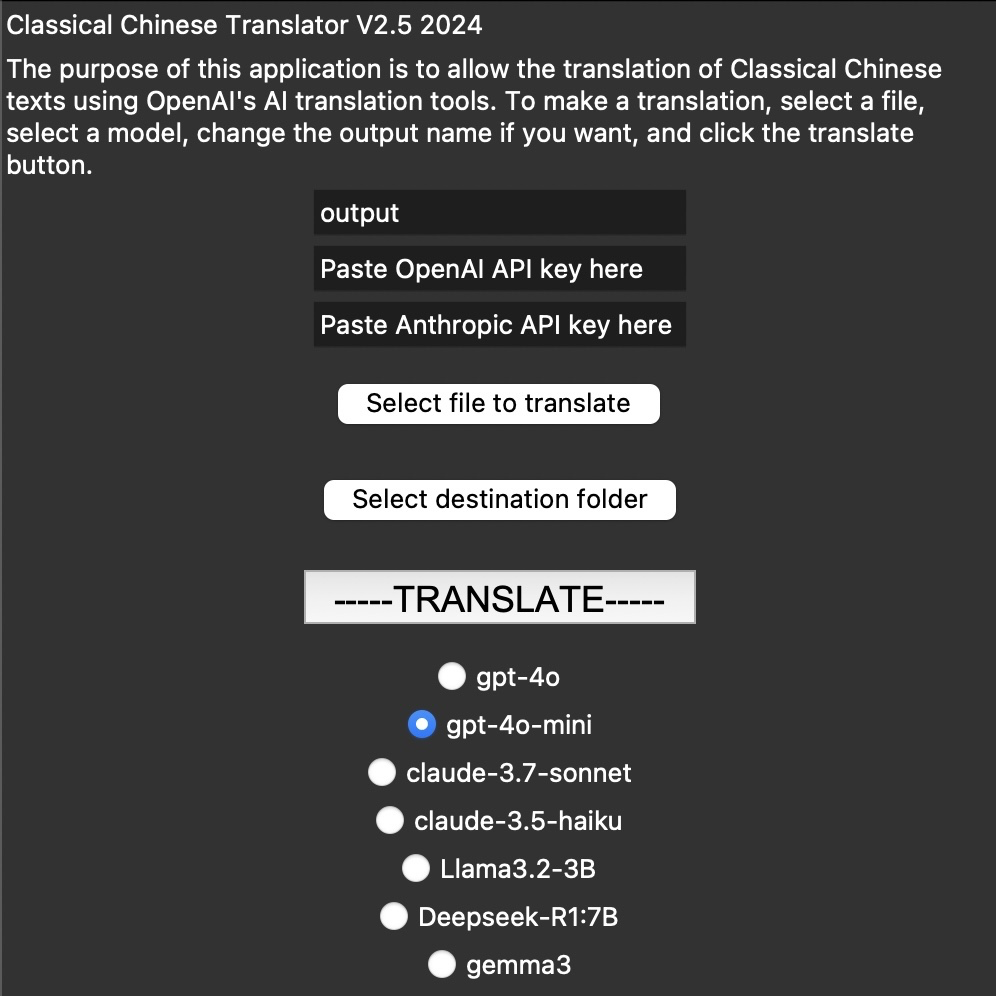 Classical Chinese Translator V2.5 2024
The purpose of this application is to allow the translation of Classical Chinese
texts using OpenAI's AI translation tools. To make a translation, select a file,
select a model, change the output name if you want, and click the translate
button.
output
Paste OpenAI API key here
Paste Anthropic API key here
Select file to translate
Select destination folder
-----TRANSLATE-----
gpt-4o
gpt-4o-mini
claude-3.7-sonnet
claude-3.5-haiku
Llama3.2-3B
Deepseek-R1:7B
gemma3